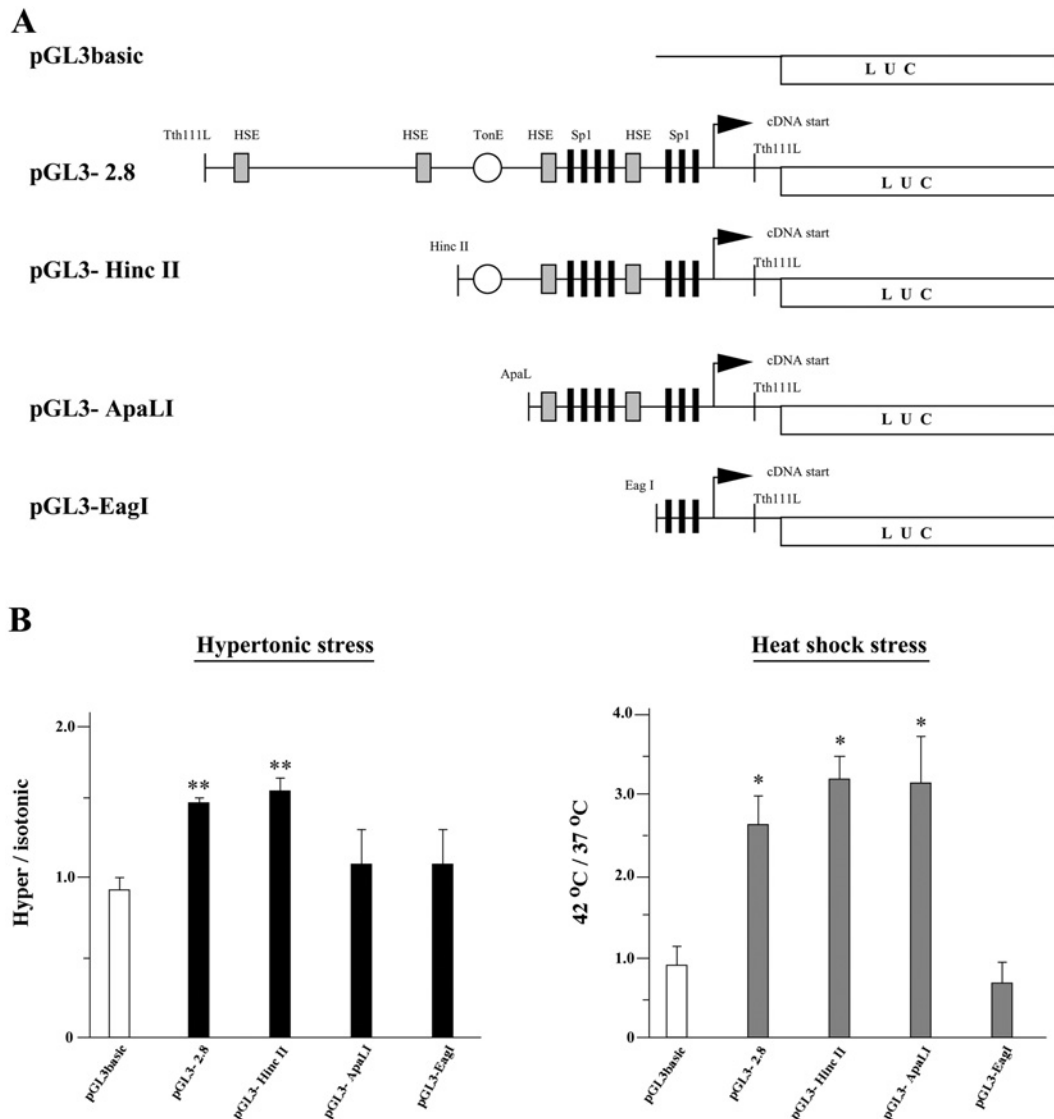 A
pGL3basic
L U C
Tth111L HSE HSE TonE HSE Sp1 HSE Sp1 cDNA start
Tth111L
pGL3- 2.8
L U C
Hinc II
cDNA start
Tth111L
pGL3- Hinc II
L U C
ApaL
cDNA start
Tth111L
pGL3- ApaLI
L U C
Eag I
cDNA start
Tth111L
pGL3-EagI
L U C
B
Hypertonic stress
Hyper / isotonic
2.0
1.0
0
** **
pGL3basic
pGL3- 2.8
pGL3- Hinc II
pGL3- ApaLI
pGL3-EagI
Heat shock stress
42 °C / 37 °C
4.0
3.0
2.0
1.0
0
* * *
pGL3basic
pGL3- 2.8
pGL3- Hinc II
pGL3- ApaLI
pGL3-EagI